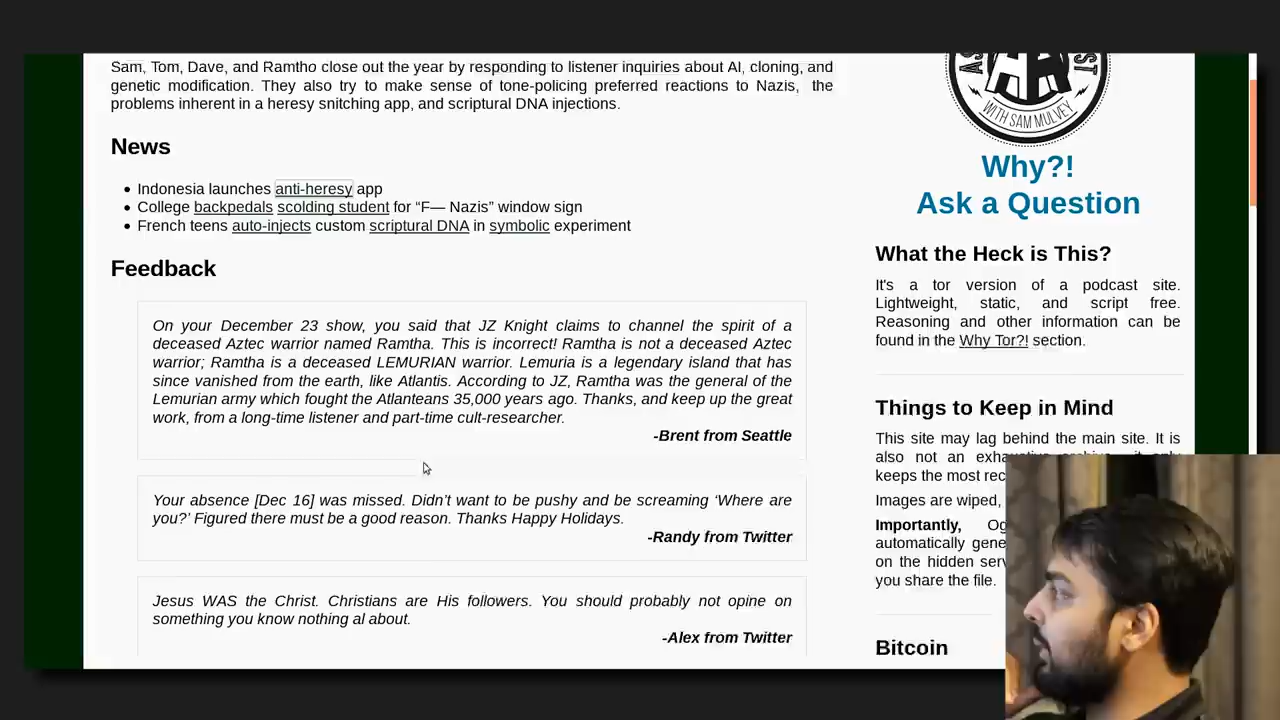 Sam, Tom, Dave, and Ramtho close out the year by responding to listener inquiries about AI, cloning, and
genetic modification. They also try to make sense of tone-policing preferred reactions to Nazis, the
problems inherent in a heresy snitching app, and scriptural DNA injections.
News
Indonesia launches anti-heresy app
College backpedals scolding student for “F— Nazis” window sign
French teens auto-injects custom scriptural DNA in symbolic experiment
Feedback
On your December 23 show, you said that JZ Knight claims to channel the spirit of a
deceased Aztec warrior named Ramtha. This is incorrect! Ramtha is not a deceased Aztec
warrior; Ramtha is a deceased LEMURIAN warrior. Lemuria is a legendary island that has
since vanished from the earth, like Atlantis. According to JZ, Ramtha was the general of the
Lemurian army which fought the Atlanteans 35,000 years ago. Thanks, and keep up the great
work, from a long-time listener and part-time cult-researcher.
-Brent from Seattle
Your absence [Dec 16] was missed. Didn’t want to be pushy and be screaming ‘Where are
you?’ Figured there must be a good reason. Thanks Happy Holidays.
-Randy from Twitter
Jesus WAS the Christ. Christians are His followers. You should probably not opine on
something you know nothing al about.
-Alex from Twitter
WITH SAM MULVEY
Why?!
Ask a Question
What the Heck is This?
It's a tor version of a podcast site.
Lightweight, static, and script free.
Reasoning and other information can be
found in the Why Tor?! section.
Things to Keep in Mind
This site may lag behind the main site. It is
also not an
keeps the most
Images are wiped,
Importantly,
automatically
on the hidden
you share the file.
Bitcoin